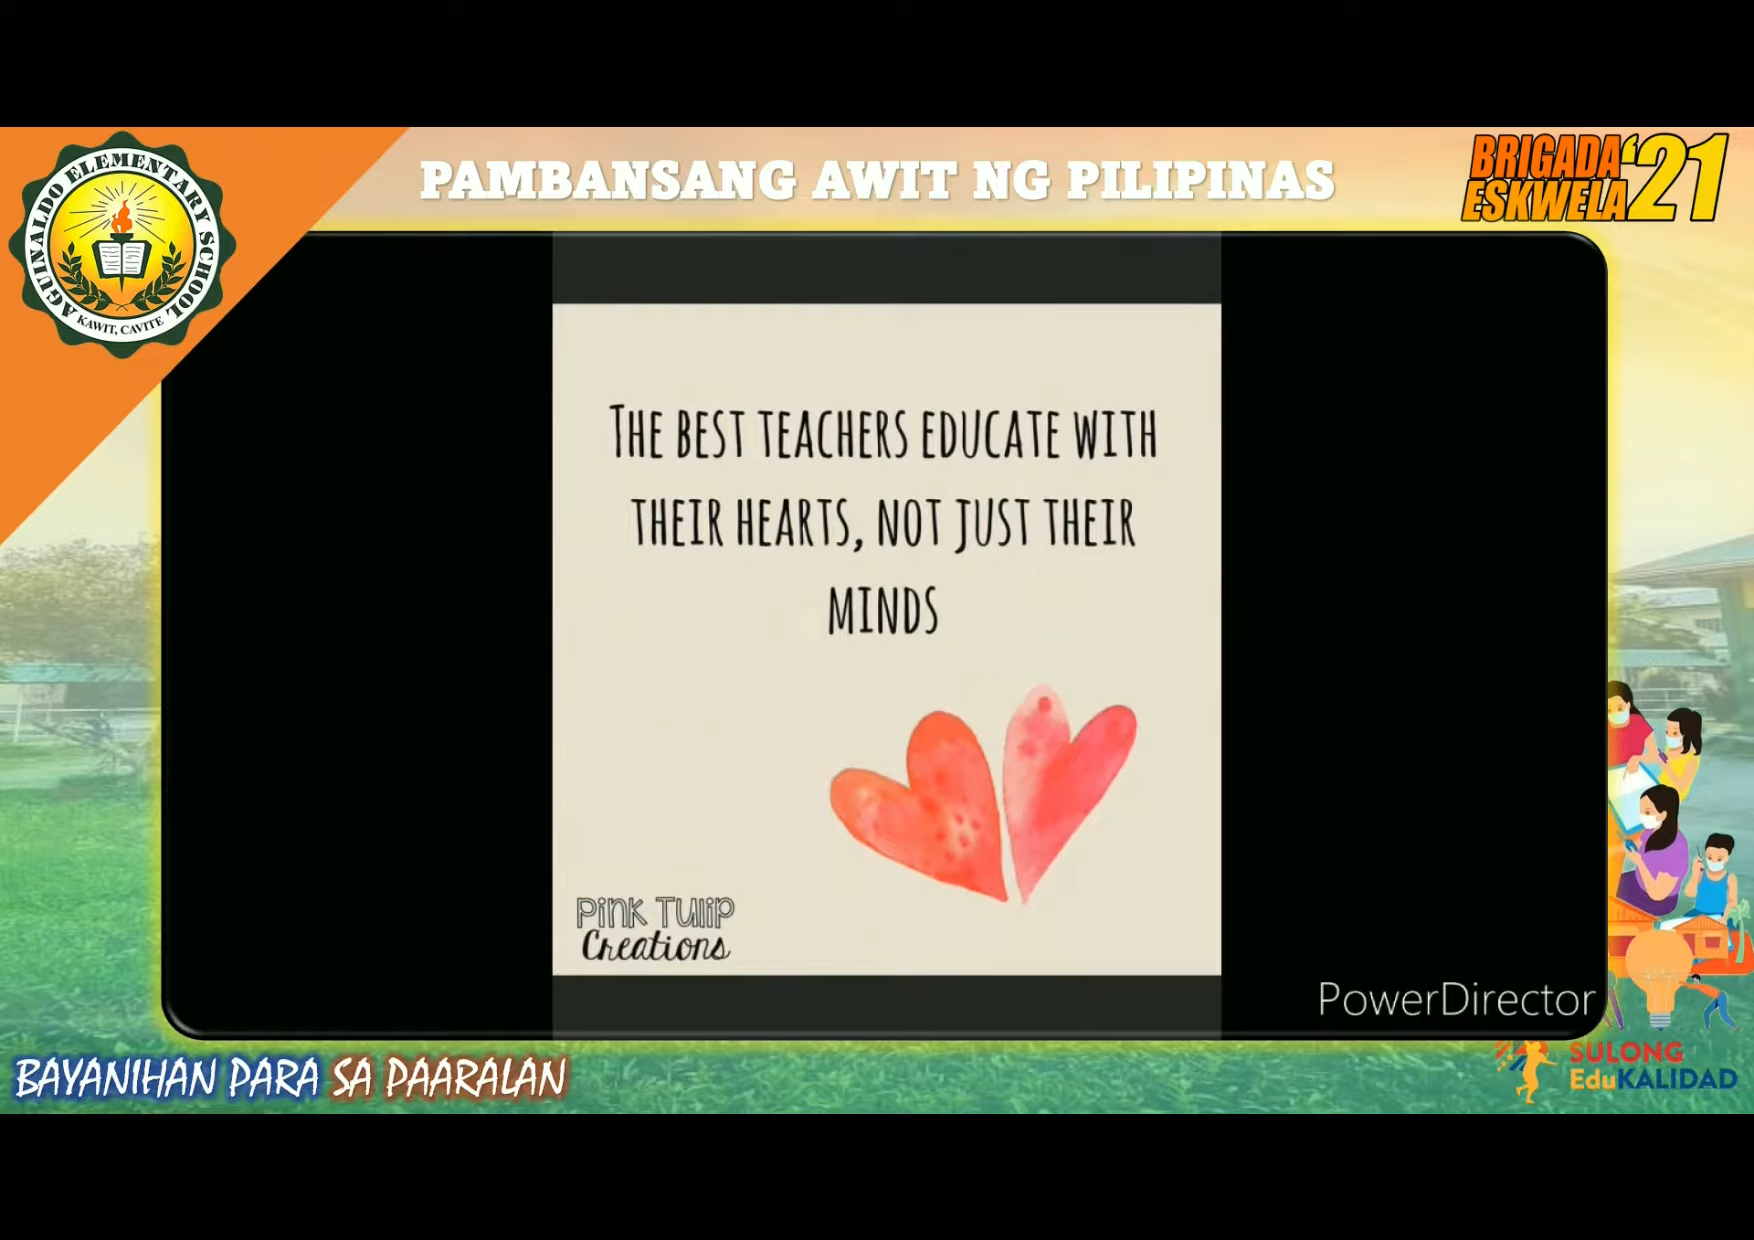 AGUINALDO ELEMENTARY SCHOOL
KAWIT, CAVITE
PAMBANSANG AWIT NG PILIPINAS
BRIGADA '21
ESKWELA
THE BEST TEACHERS EDUCATE WITH
THEIR HEARTS, NOT JUST THEIR
MINDS
Pink Tulip
Creations
PowerDirector
BAYANIHAN PARA SA PAARALAN
SULONG
EduKALIDAD